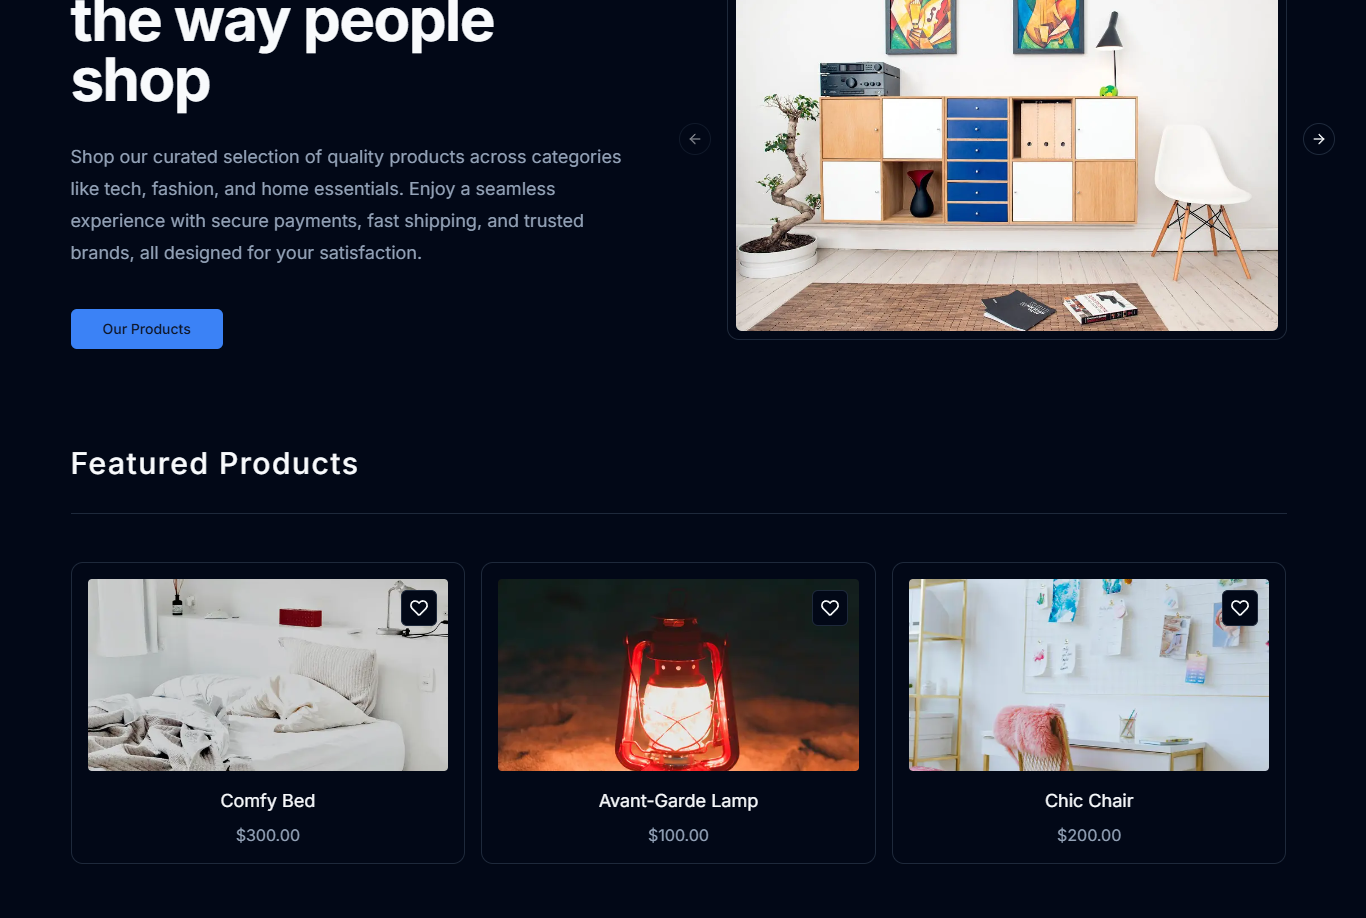 the way people
shop
Shop our curated selection of quality products across categories
like tech, fashion, and home essentials. Enjoy a seamless
experience with secure payments, fast shipping, and trusted
brands, all designed for your satisfaction.
Our Products
Featured Products
Comfy Bed
$300.00
Avant-Garde Lamp
$100.00
Chic Chair
$200.00